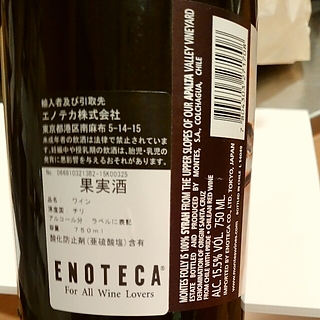 輸入者及び引取先
エノテカ株式会社
東京都港区南麻布 5-14-15
未成年者の飲酒は法律で禁止されています
。妊娠中や授乳期の飲酒は、胎児・乳児の
発育に悪影響を与えるおそれがあります。
果実酒
品名 ワイン
原産国 チリ
アルコール分 ラベルに表記
容量 750ml
酸化防止剤(亜硫酸塩)含有
ENOTECA®
For All Wine Lovers
MONTES FOLLY IS 100% SYRAH FROM THE UPPER SLOPES OF OUR APALTA VALLEY VINEYARD
ESTATE BOTTLED AND PRODUCED BY MONTES S.A., COLCHAGUA, CHILE
DENOMINATION OF ORIGIN SANTA CRUZ
FROM CHILE WITH PRIDE • CHILEAN RED WINE
ALC. 15.5% VOL. 750 ML
IMPORTED BY ENOTECA CO., LTD. TOKYO, JAPAN